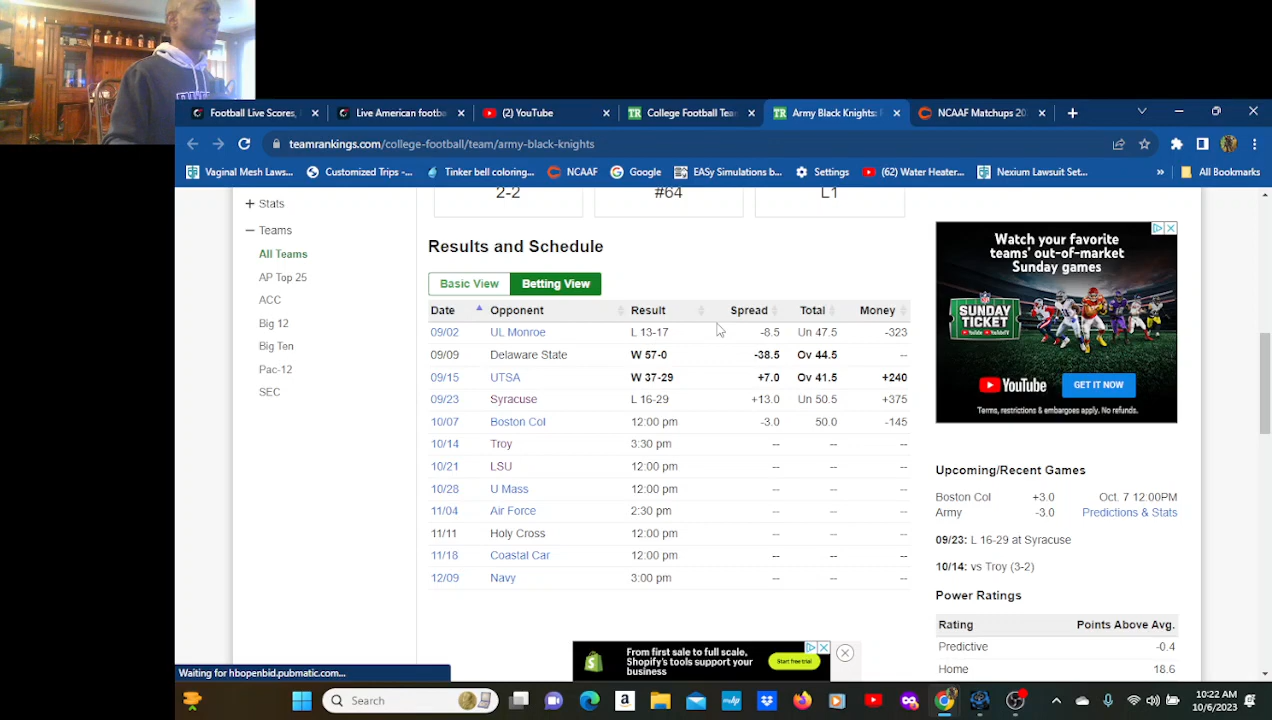 Football Live Scores,
Live American footba
(2) YouTube
College Football Tea
Army Black Knights:
NCAAF Matchups 20
teamrankings.com/college-football/team/army-black-knights
Vaginal Mesh Laws...
Customized Trips -...
Tinker bell coloring...
NCAAF
Google
EASy Simulations b...
Settings
(62) Water Heater...
Nexium Lawsuit Set...
»
All Bookmarks
+ Stats
2-2
#64
L1
− Teams
All Teams
AP Top 25
ACC
Big 12
Big Ten
Pac-12
SEC
Results and Schedule
Basic View
Betting View
Date Opponent Result Spread Total Money
09/02 UL Monroe L 13-17 -8.5 Un 47.5 -323
09/09 Delaware State W 57-0 -38.5 Ov 44.5 --
09/15 UTSA W 37-29 +7.0 Ov 41.5 +240
09/23 Syracuse L 16-29 +13.0 Un 50.5 +375
10/07 Boston Col 12:00 pm -3.0 50.0 -145
10/14 Troy 3:30 pm -- -- --
10/21 LSU 12:00 pm -- -- --
10/28 U Mass 12:00 pm -- -- --
11/04 Air Force 2:30 pm -- -- --
11/11 Holy Cross 12:00 pm -- -- --
11/18 Coastal Car 12:00 pm -- -- --
12/09 Navy 3:00 pm -- -- --
Watch your favorite
teams' out-of-market
Sunday games
SUNDAY
TICKET
YouTube
GET IT NOW
Terms, restrictions & embargoes apply. No refunds.
Upcoming/Recent Games
Boston Col +3.0 Oct. 7 12:00PM
Army -3.0 Predictions & Stats
09/23: L 16-29 at Syracuse
10/14: vs Troy (3-2)
Power Ratings
Rating Points Above Avg.
Predictive -0.4
Home 18.6
From first sale to full scale,
Shopify's tools support your
business
Start free trial
Waiting for hbopenbid.pubmatic.com...
Search
10:22 AM
10/6/2023